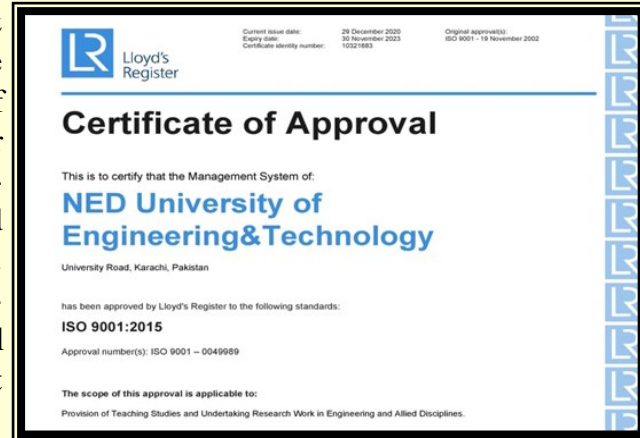 LR
Lloyd's
Register
Current issue date: 29 December 2020
Expiry date: 30 November 2023
Certificate identity number: 10321883
Original approval(s):
ISO 9001 - 19 November 2002
Certificate of Approval
This is to certify that the Management System of:
NED University of
Engineering&Technology
University Road, Karachi, Pakistan
has been approved by Lloyd's Register to the following standards:
ISO 9001:2015
Approval number(s): ISO 9001 – 0049989
The scope of this approval is applicable to:
Provision of Teaching Studies and Undertaking Research Work in Engineering and Allied Disciplines.